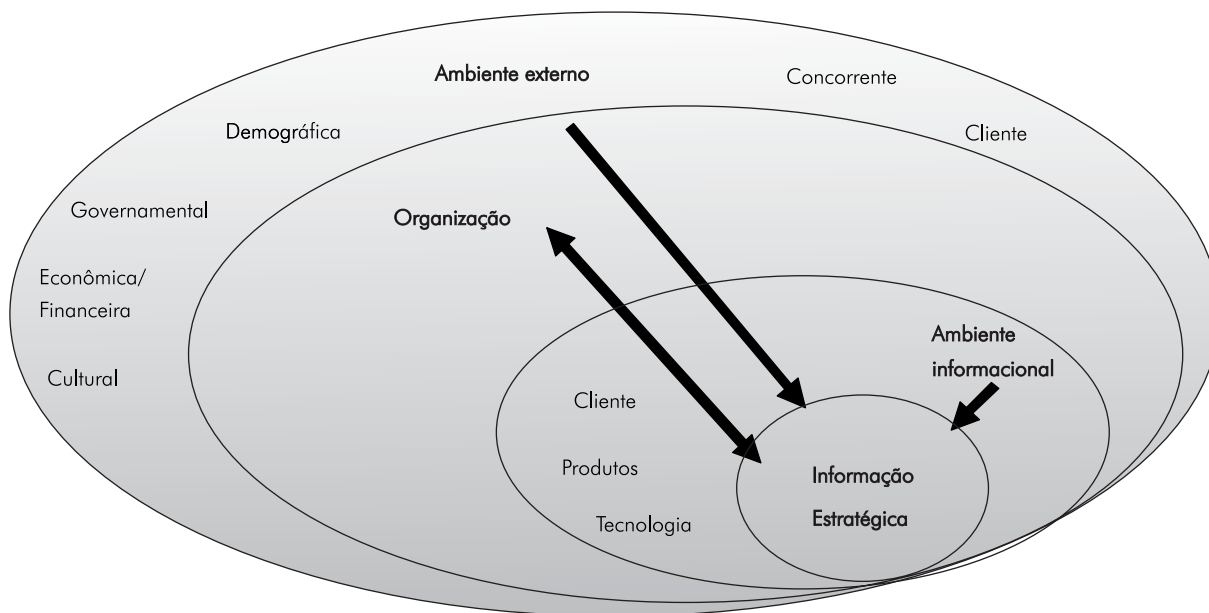 Ambiente externo
Concorrente
Demográfica
Cliente
Governamental
Organização
Econômica/
Financeira
Cultural
Ambiente
informacional
Cliente
Produtos
Tecnologia
Informação
Estratégica